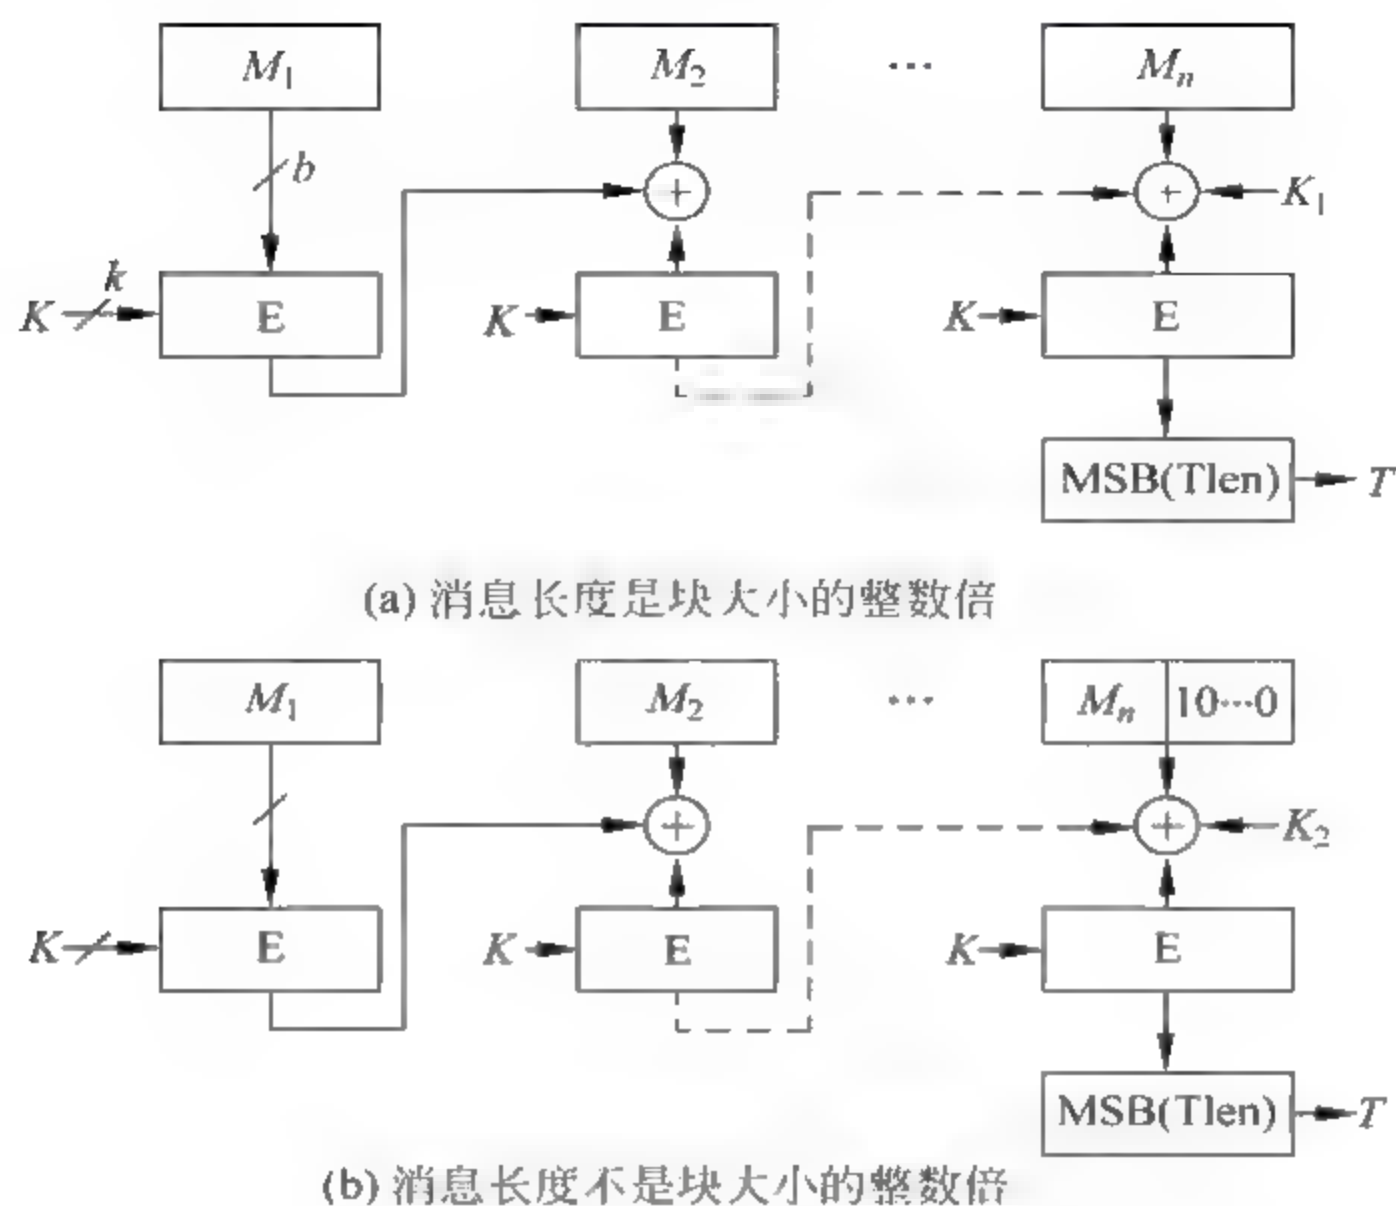 M₁ M₂ ··· Mₙ
b
K₁
k
K E K E K E
MSB(Tlen) T
(a) 消息长度是块大小的整数倍
M₁ M₂ ··· Mₙ 10···0
K₂
K E K E K E
MSB(Tlen) T
(b) 消息长度不是块大小的整数倍